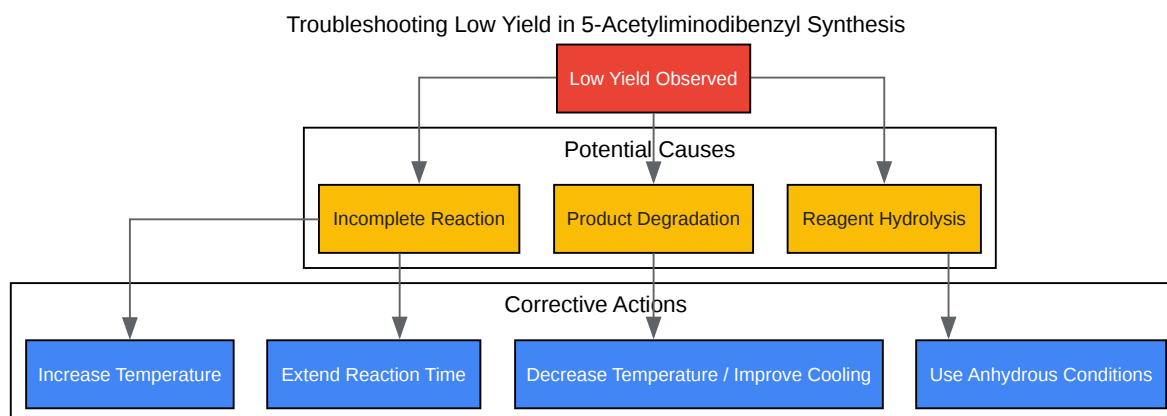 Troubleshooting Low Yield in 5-Acetyliminodibenzyl Synthesis
Low Yield Observed
Potential Causes
Incomplete Reaction
Product Degradation
Reagent Hydrolysis
Corrective Actions
Increase Temperature
Extend Reaction Time
Decrease Temperature / Improve Cooling
Use Anhydrous Conditions